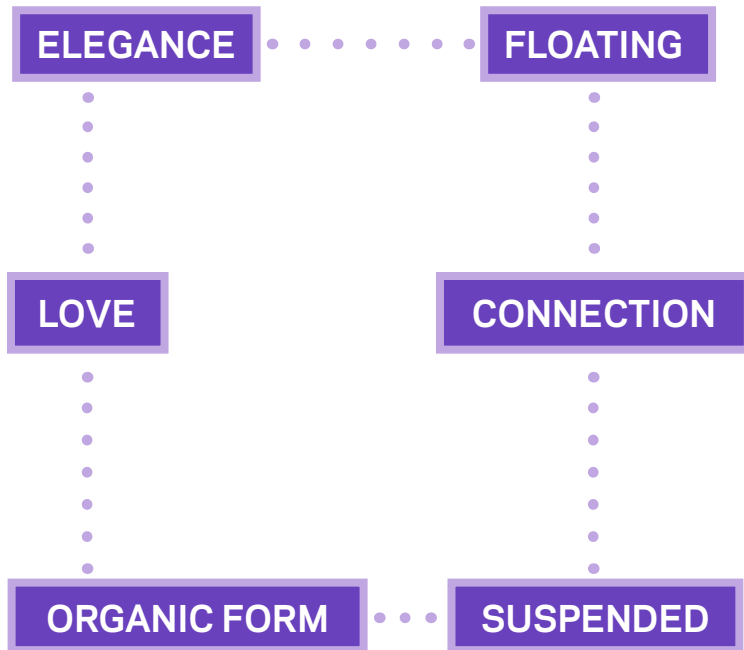 ELEGANCE
FLOATING
LOVE
CONNECTION
ORGANIC FORM
SUSPENDED